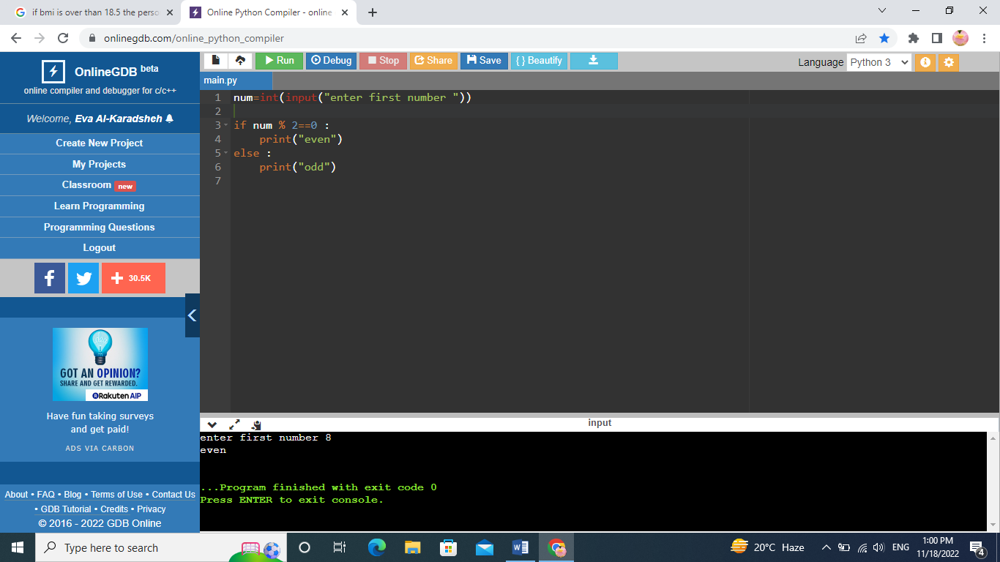 if bmi is over than 18.5 the perso
Online Python Compiler - online
onlinegdb.com/online_python_compiler
OnlineGDB beta
online compiler and debugger for c/c++
Welcome, Eva Al-Karadsheh
Create New Project
My Projects
Classroom new
Learn Programming
Programming Questions
Logout
30.5K
GOT AN OPINION?
SHARE AND GET REWARDED.
Rakuten AIP
Have fun taking surveys
and get paid!
ADS VIA CARBON
About • FAQ • Blog • Terms of Use • Contact Us
• GDB Tutorial • Credits • Privacy
© 2016 - 2022 GDB Online
Run Debug Stop Share Save { } Beautify
Language Python 3
main.py
1 num=int(input("enter first number "))
2
3 if num % 2==0 :
4     print("even")
5 else :
6     print("odd")
7
input
enter first number 8
even
...Program finished with exit code 0
Press ENTER to exit console.
Type here to search
20°C Haze
ENG
1:00 PM
11/18/2022
4